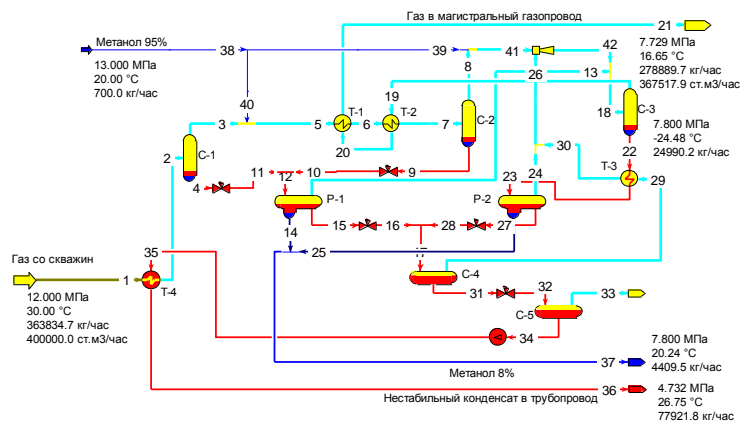 Газ в магистральный газопровод
21
Метанол 95%
38
39
41
42
7.729 МПа
16.65 °C
278889.7 кг/час
367517.9 ст.м3/час
13.000 МПа
20.00 °C
700.0 кг/час
8
26
13
19
40
18
C-3
3
5
T-1
6
T-2
7
C-2
20
7.800 МПа
-24.48 °C
24990.2 кг/час
2
C-1
30
22
11
12
10
9
23
24
T-3
29
4
P-1
P-2
14
15
16
28
27
35
25
17
Газ со скважин
C-4
1
T-4
31
32
33
12.000 МПа
30.00 °C
363834.7 кг/час
400000.0 ст.м3/час
C-5
34
7.800 МПа
20.24 °C
4409.5 кг/час
37
Метанол 8%
36
Нестабильный конденсат в трубопровод
4.732 МПа
26.75 °C
77921.8 кг/час